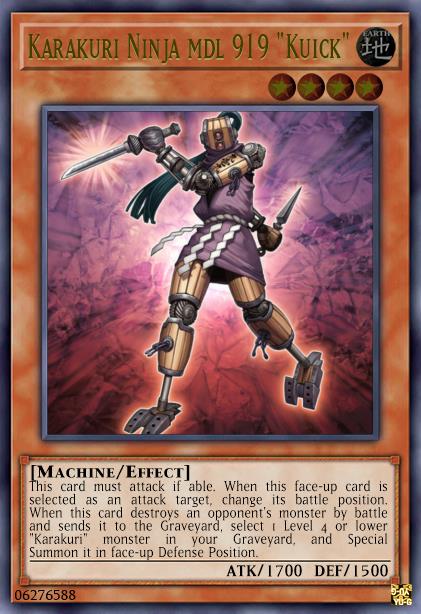 Karakuri Ninja mdl 919 "Kuick"
EARTH
地
[Machine/Effect]
This card must attack if able. When this face-up card is
selected as an attack target, change its battle position.
When this card destroys an opponent's monster by battle
and sends it to the Graveyard, select 1 Level 4 or lower
"Karakuri" monster in your Graveyard, and Special
Summon it in face-up Defense Position.
ATK/1700 DEF/1500
06276588